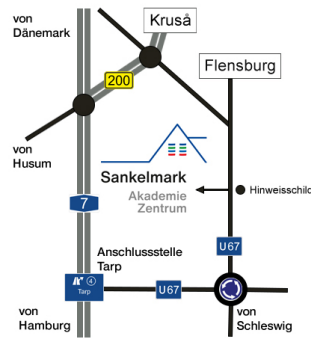 von
Dänemark
Kruså
Flensburg
200
von
Husum
Sankelmark
Akademie
Zentrum
Hinweisschild
7
U67
Anschlussstelle
Tarp
4
Tarp
U67
von
Hamburg
von
Schleswig